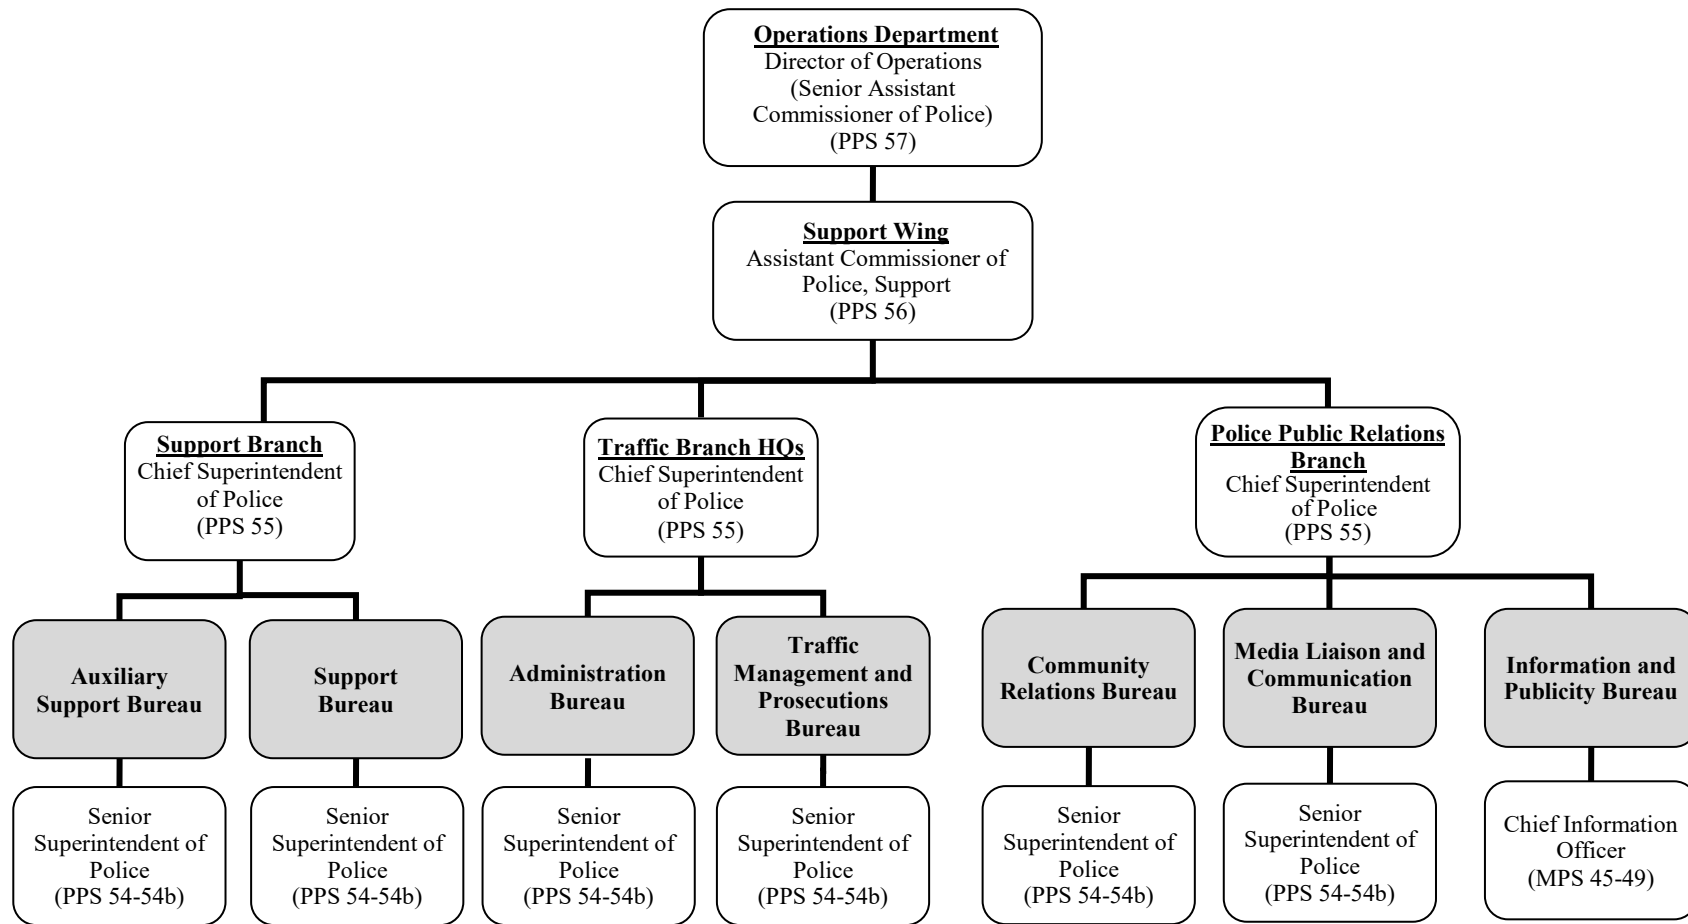 Operations Department
Director of Operations
(Senior Assistant
Commissioner of Police)
(PPS 57)
Support Wing
Assistant Commissioner of
Police, Support
(PPS 56)
Support Branch
Chief Superintendent
of Police
(PPS 55)
Traffic Branch HQs
Chief Superintendent
of Police
(PPS 55)
Police Public Relations
Branch
Chief Superintendent
of Police
(PPS 55)
Auxiliary
Support Bureau
Support
Bureau
Administration
Bureau
Traffic
Management and
Prosecutions
Bureau
Community
Relations Bureau
Media Liaison and
Communication
Bureau
Information and
Publicity Bureau
Senior
Superintendent of
Police
(PPS 54-54b)
Senior
Superintendent of
Police
(PPS 54-54b)
Senior
Superintendent of
Police
(PPS 54-54b)
Senior
Superintendent of
Police
(PPS 54-54b)
Senior
Superintendent of
Police
(PPS 54-54b)
Senior
Superintendent of
Police
(PPS 54-54b)
Chief Information
Officer
(MPS 45-49)